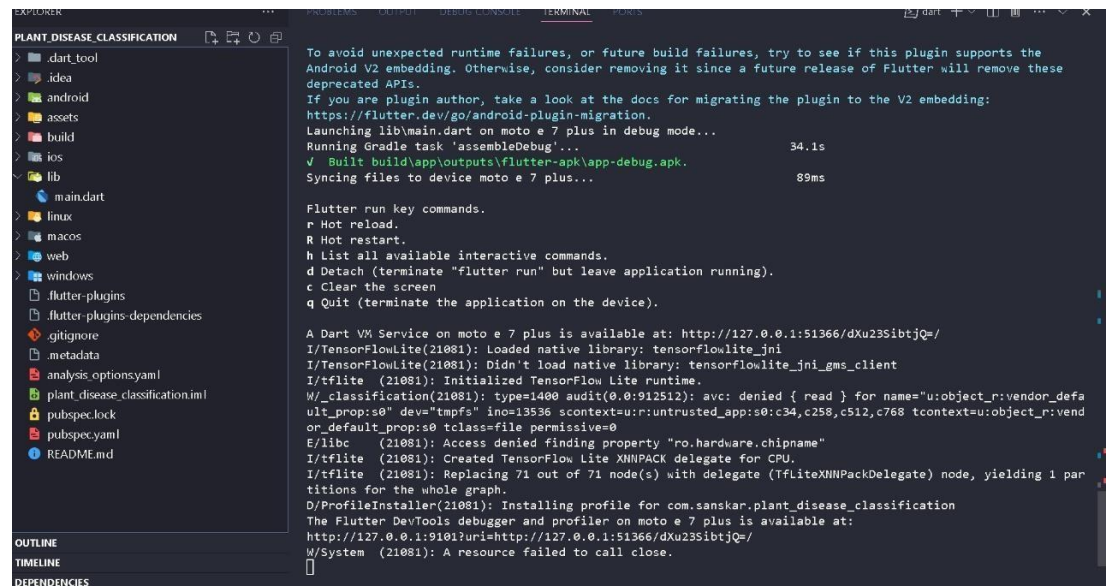 EXPLORER
PROBLEMS OUTPUT DEBUG CONSOLE TERMINAL PORTS
dart
PLANT_DISEASE_CLASSIFICATION
.dart_tool
.idea
android
assets
build
ios
lib
main.dart
linux
macos
web
windows
.flutter-plugins
.flutter-plugins-dependencies
.gitignore
.metadata
analysis_options.yaml
plant_disease_classification.iml
pubspec.lock
pubspec.yaml
README.md
OUTLINE
TIMELINE
DEPENDENCIES
To avoid unexpected runtime failures, or future build failures, try to see if this plugin supports the
Android V2 embedding. Otherwise, consider removing it since a future release of Flutter will remove these
deprecated APIs.
If you are plugin author, take a look at the docs for migrating the plugin to the V2 embedding:
https://flutter.dev/go/android-plugin-migration.
Launching lib\main.dart on moto e 7 plus in debug mode...
Running Gradle task 'assembleDebug'... 34.1s
√ Built build\app\outputs\flutter-apk\app-debug.apk.
Syncing files to device moto e 7 plus... 89ms
Flutter run key commands.
r Hot reload.
R Hot restart.
h List all available interactive commands.
d Detach (terminate "flutter run" but leave application running).
c Clear the screen
q Quit (terminate the application on the device).
A Dart VM Service on moto e 7 plus is available at: http://127.0.0.1:51366/dXu23SibtjQ=/
I/TensorFlowLite(21081): Loaded native library: tensorflowlite_jni
I/TensorFlowLite(21081): Didn't load native library: tensorflowlite_jni_gms_client
I/tflite (21081): Initialized TensorFlow Lite runtime.
W/_classification(21081): type=1400 audit(0.0:912512): avc: denied { read } for name="u:object_r:vendor_defa
ult_prop:s0" dev="tmpfs" ino=13536 scontext=u:r:untrusted_app:s0:c34,c258,c512,c768 tcontext=u:object_r:vend
or_default_prop:s0 tclass=file permissive=0
E/libc (21081): Access denied finding property "ro.hardware.chipname"
I/tflite (21081): Created TensorFlow Lite XNNPACK delegate for CPU.
I/tflite (21081): Replacing 71 out of 71 node(s) with delegate (TfLiteXNNPackDelegate) node, yielding 1 par
titions for the whole graph.
D/ProfileInstaller(21081): Installing profile for com.sanskar.plant_disease_classification
The Flutter DevTools debugger and profiler on moto e 7 plus is available at:
http://127.0.0.1:9101?uri=http://127.0.0.1:51366/dXu23SibtjQ=/
W/System (21081): A resource failed to call close.